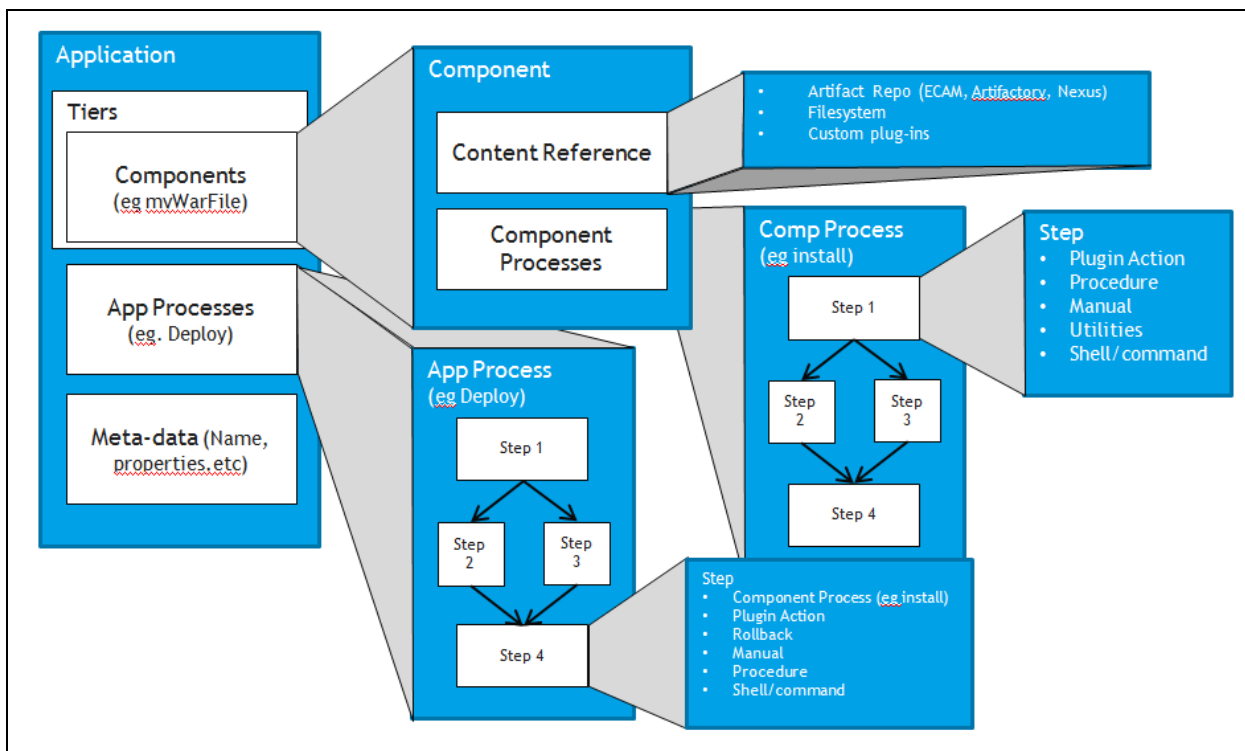 Application
Tiers
Components
(eg mvWarFile)
App Processes
(eg. Deploy)
Meta-data (Name,
properties.etc)
Component
Content Reference
Component
Processes
• Artifact Repo (ECAM, Artifactory, Nexus)
• Filesystem
• Custom plug-ins
Comp Process
(eg install)
Step 1
Step
2
Step
3
Step 4
Step
• Plugin Action
• Procedure
• Manual
• Utilities
• Shell/command
App Process
(eg Deploy)
Step 1
Step
2
Step
3
Step 4
Step
• Component Process (eg install)
• Plugin Action
• Rollback
• Manual
• Procedure
• Shell/command